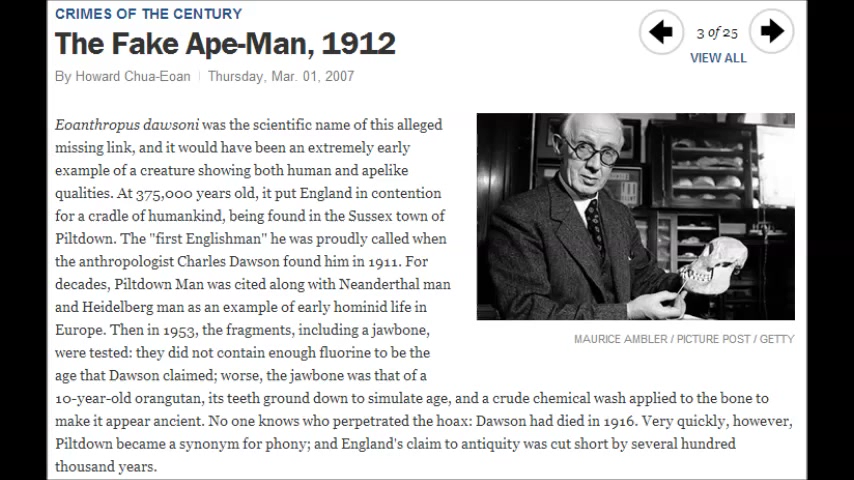 CRIMES OF THE CENTURY
The Fake Ape-Man, 1912
By Howard Chua-Eoan | Thursday, Mar. 01, 2007
3 of 25
VIEW ALL
Eoanthropus dawsoni was the scientific name of this alleged
missing link, and it would have been an extremely early
example of a creature showing both human and apelike
qualities. At 375,000 years old, it put England in contention
for a cradle of humankind, being found in the Sussex town of
Piltdown. The "first Englishman" he was proudly called when
the anthropologist Charles Dawson found him in 1911. For
decades, Piltdown Man was cited along with Neanderthal man
and Heidelberg man as an example of early hominid life in
Europe. Then in 1953, the fragments, including a jawbone,
were tested: they did not contain enough fluorine to be the
age that Dawson claimed; worse, the jawbone was that of a
10-year-old orangutan, its teeth ground down to simulate age, and a crude chemical wash applied to the bone to
make it appear ancient. No one knows who perpetrated the hoax: Dawson had died in 1916. Very quickly, however,
Piltdown became a synonym for phony; and England's claim to antiquity was cut short by several hundred
thousand years.
MAURICE AMBLER / PICTURE POST / GETTY